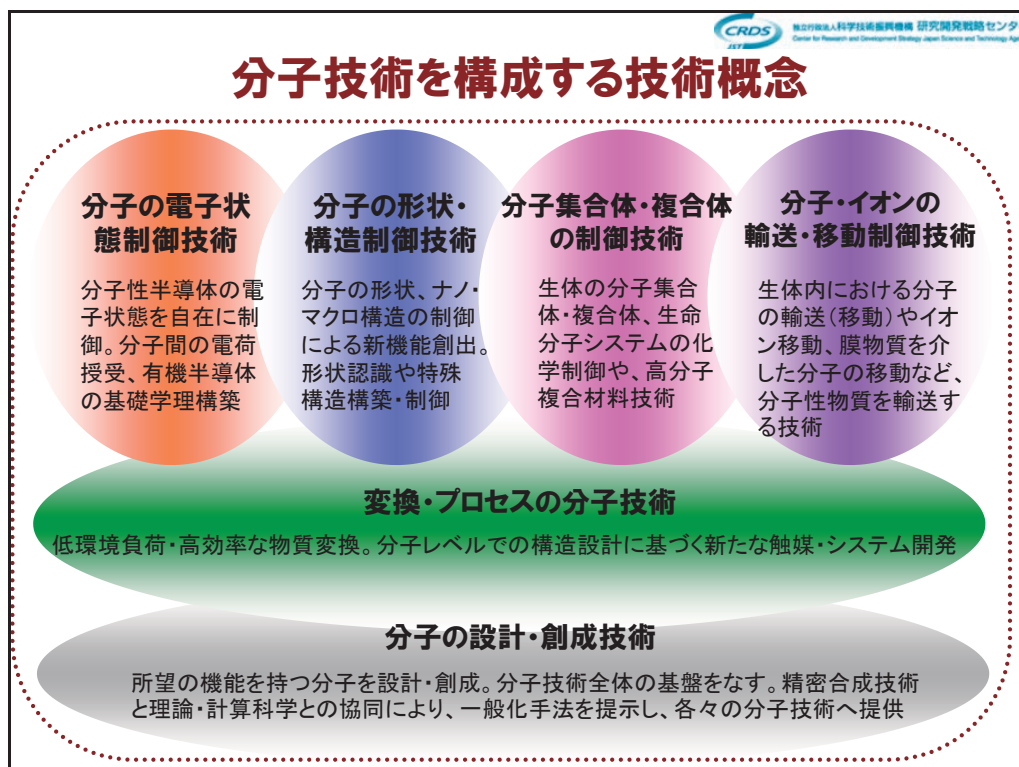 CRDS
JST
独立行政法人科学技術振興機構 研究開発戦略センタ
Center for Research and Development Strategy Japan Science and Technology Age
分子技術を構成する技術概念
分子の電子状
態制御技術
分子性半導体の電
子状態を自在に制
御。分子間の電荷
授受、有機半導体
の基礎学理構築
分子の形状・
構造制御技術
分子の形状、ナノ・
マクロ構造の制御
による新機能創出。
形状認識や特殊
構造構築・制御
分子集合体・複合体
の制御技術
生体の分子集合
体・複合体、生命
分子システムの化
学制御や、高分子
複合材料技術
分子・イオンの
輸送・移動制御技術
生体内における分子
の輸送(移動)やイオ
ン移動、膜物質を介
した分子の移動など、
分子性物質を輸送す
る技術
変換・プロセスの分子技術
低環境負荷・高効率な物質変換。分子レベルでの構造設計に基づく新たな触媒・システム開発
分子の設計・創成技術
所望の機能を持つ分子を設計・創成。分子技術全体の基盤をなす。精密合成技術
と理論・計算科学との協同により、一般化手法を提示し、各々の分子技術へ提供